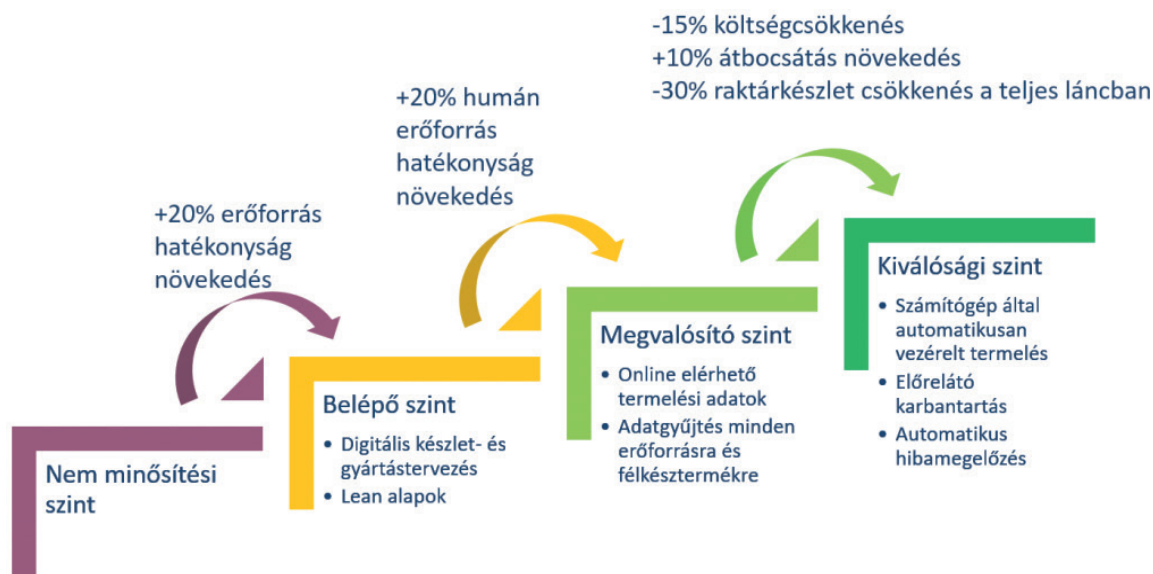 Nem minősítési
szint
+20% erőforrás
hatékonyság
növekedés
Belépő szint
• Digitális készlet- és
gyártástervezés
• Lean alapok
+20% humán
erőforrás
hatékonyság
növekedés
Megvalósító szint
• Online elérhető
termelési adatok
• Adatgyűjtés minden
erőforrásra és
félkésztermékre
-15% költségcsökkenés
+10% átbocsátás növekedés
-30% raktárkészlet csökkenés a teljes láncban
Kiválósági szint
• Számítógép által
automatikusan
vezérelt termelés
• Előrelátó
karbantartás
• Automatikus
hibamegelőzés